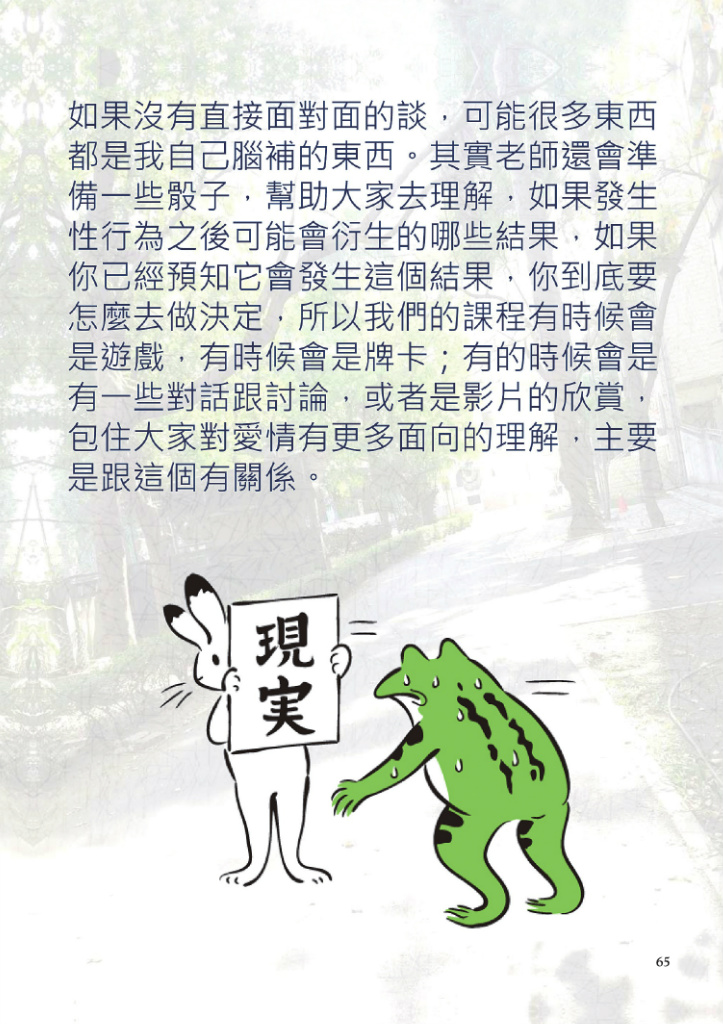 如果沒有直接面對面的談，可能很多東西
都是我自己腦補的東西。其實老師還會準
備一些骰子，幫助大家去理解，如果發生
性行為之後可能會衍生的哪些結果，如果
你已經預知它會發生這個結果，你到底要
怎麼去做決定，所以我們的課程有時候會
是遊戲，有時候會是牌卡；有的時候會是
有一些對話跟討論，或者是影片的欣賞，
包住大家對愛情有更多面向的理解，主要
是跟這個有關係。
現
実
65